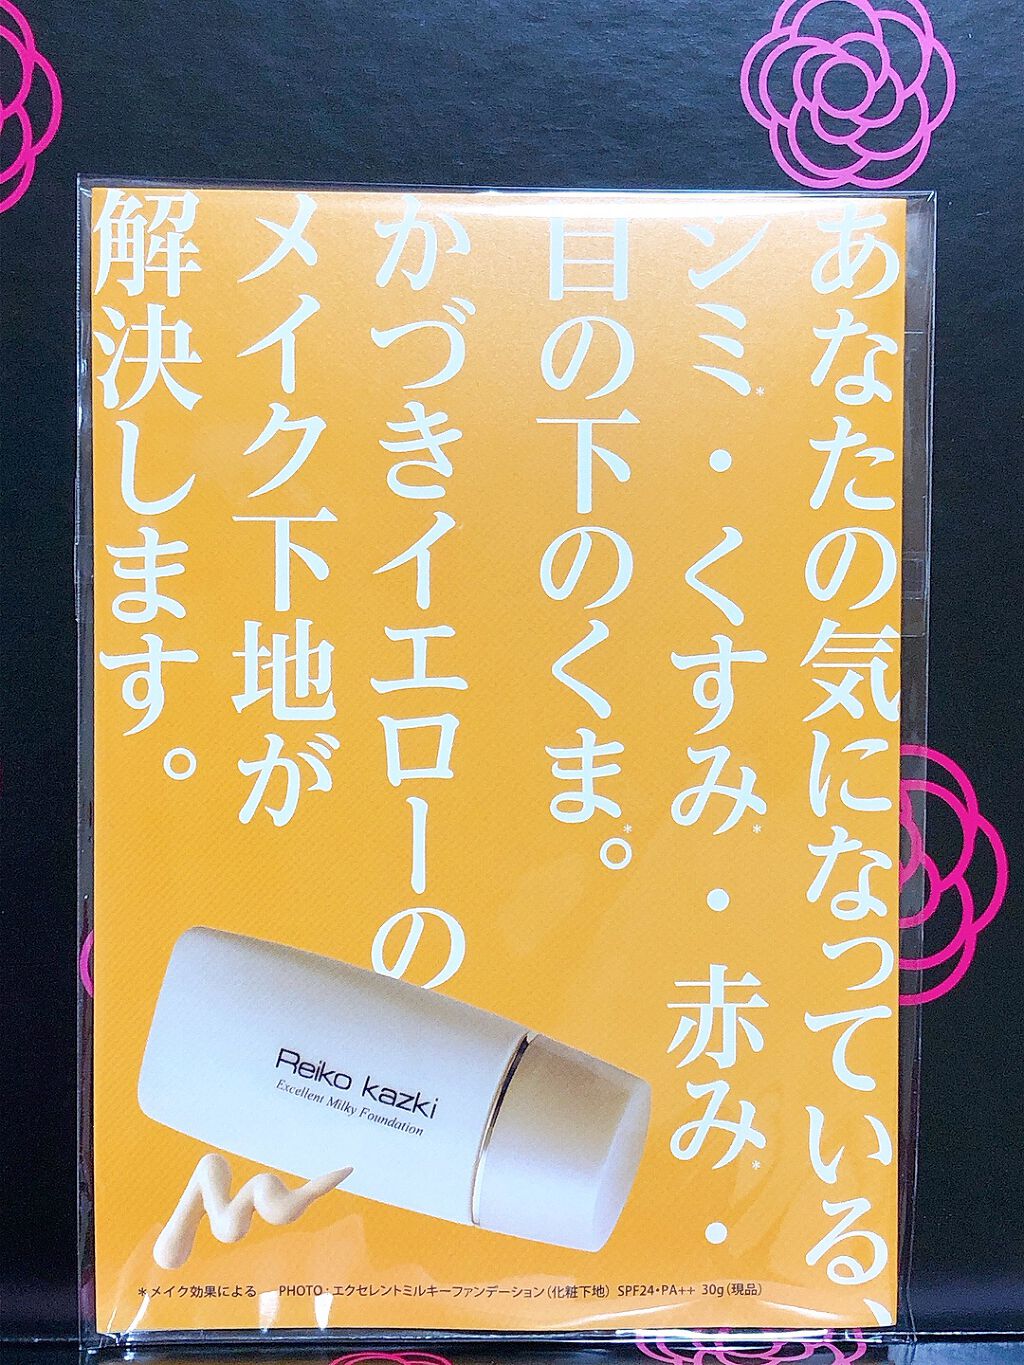 あなたの気になっている、
シミ*・くすみ*・赤み*・
目の下のくま*。
かづきイエローの
メイク下地が
解決します。
Reiko kazki
Excellent Milky Foundation
*メイク効果による PHOTO:エクセレントミルキーファンデーション(化粧下地) SPF24・PA++ 30g(現品)